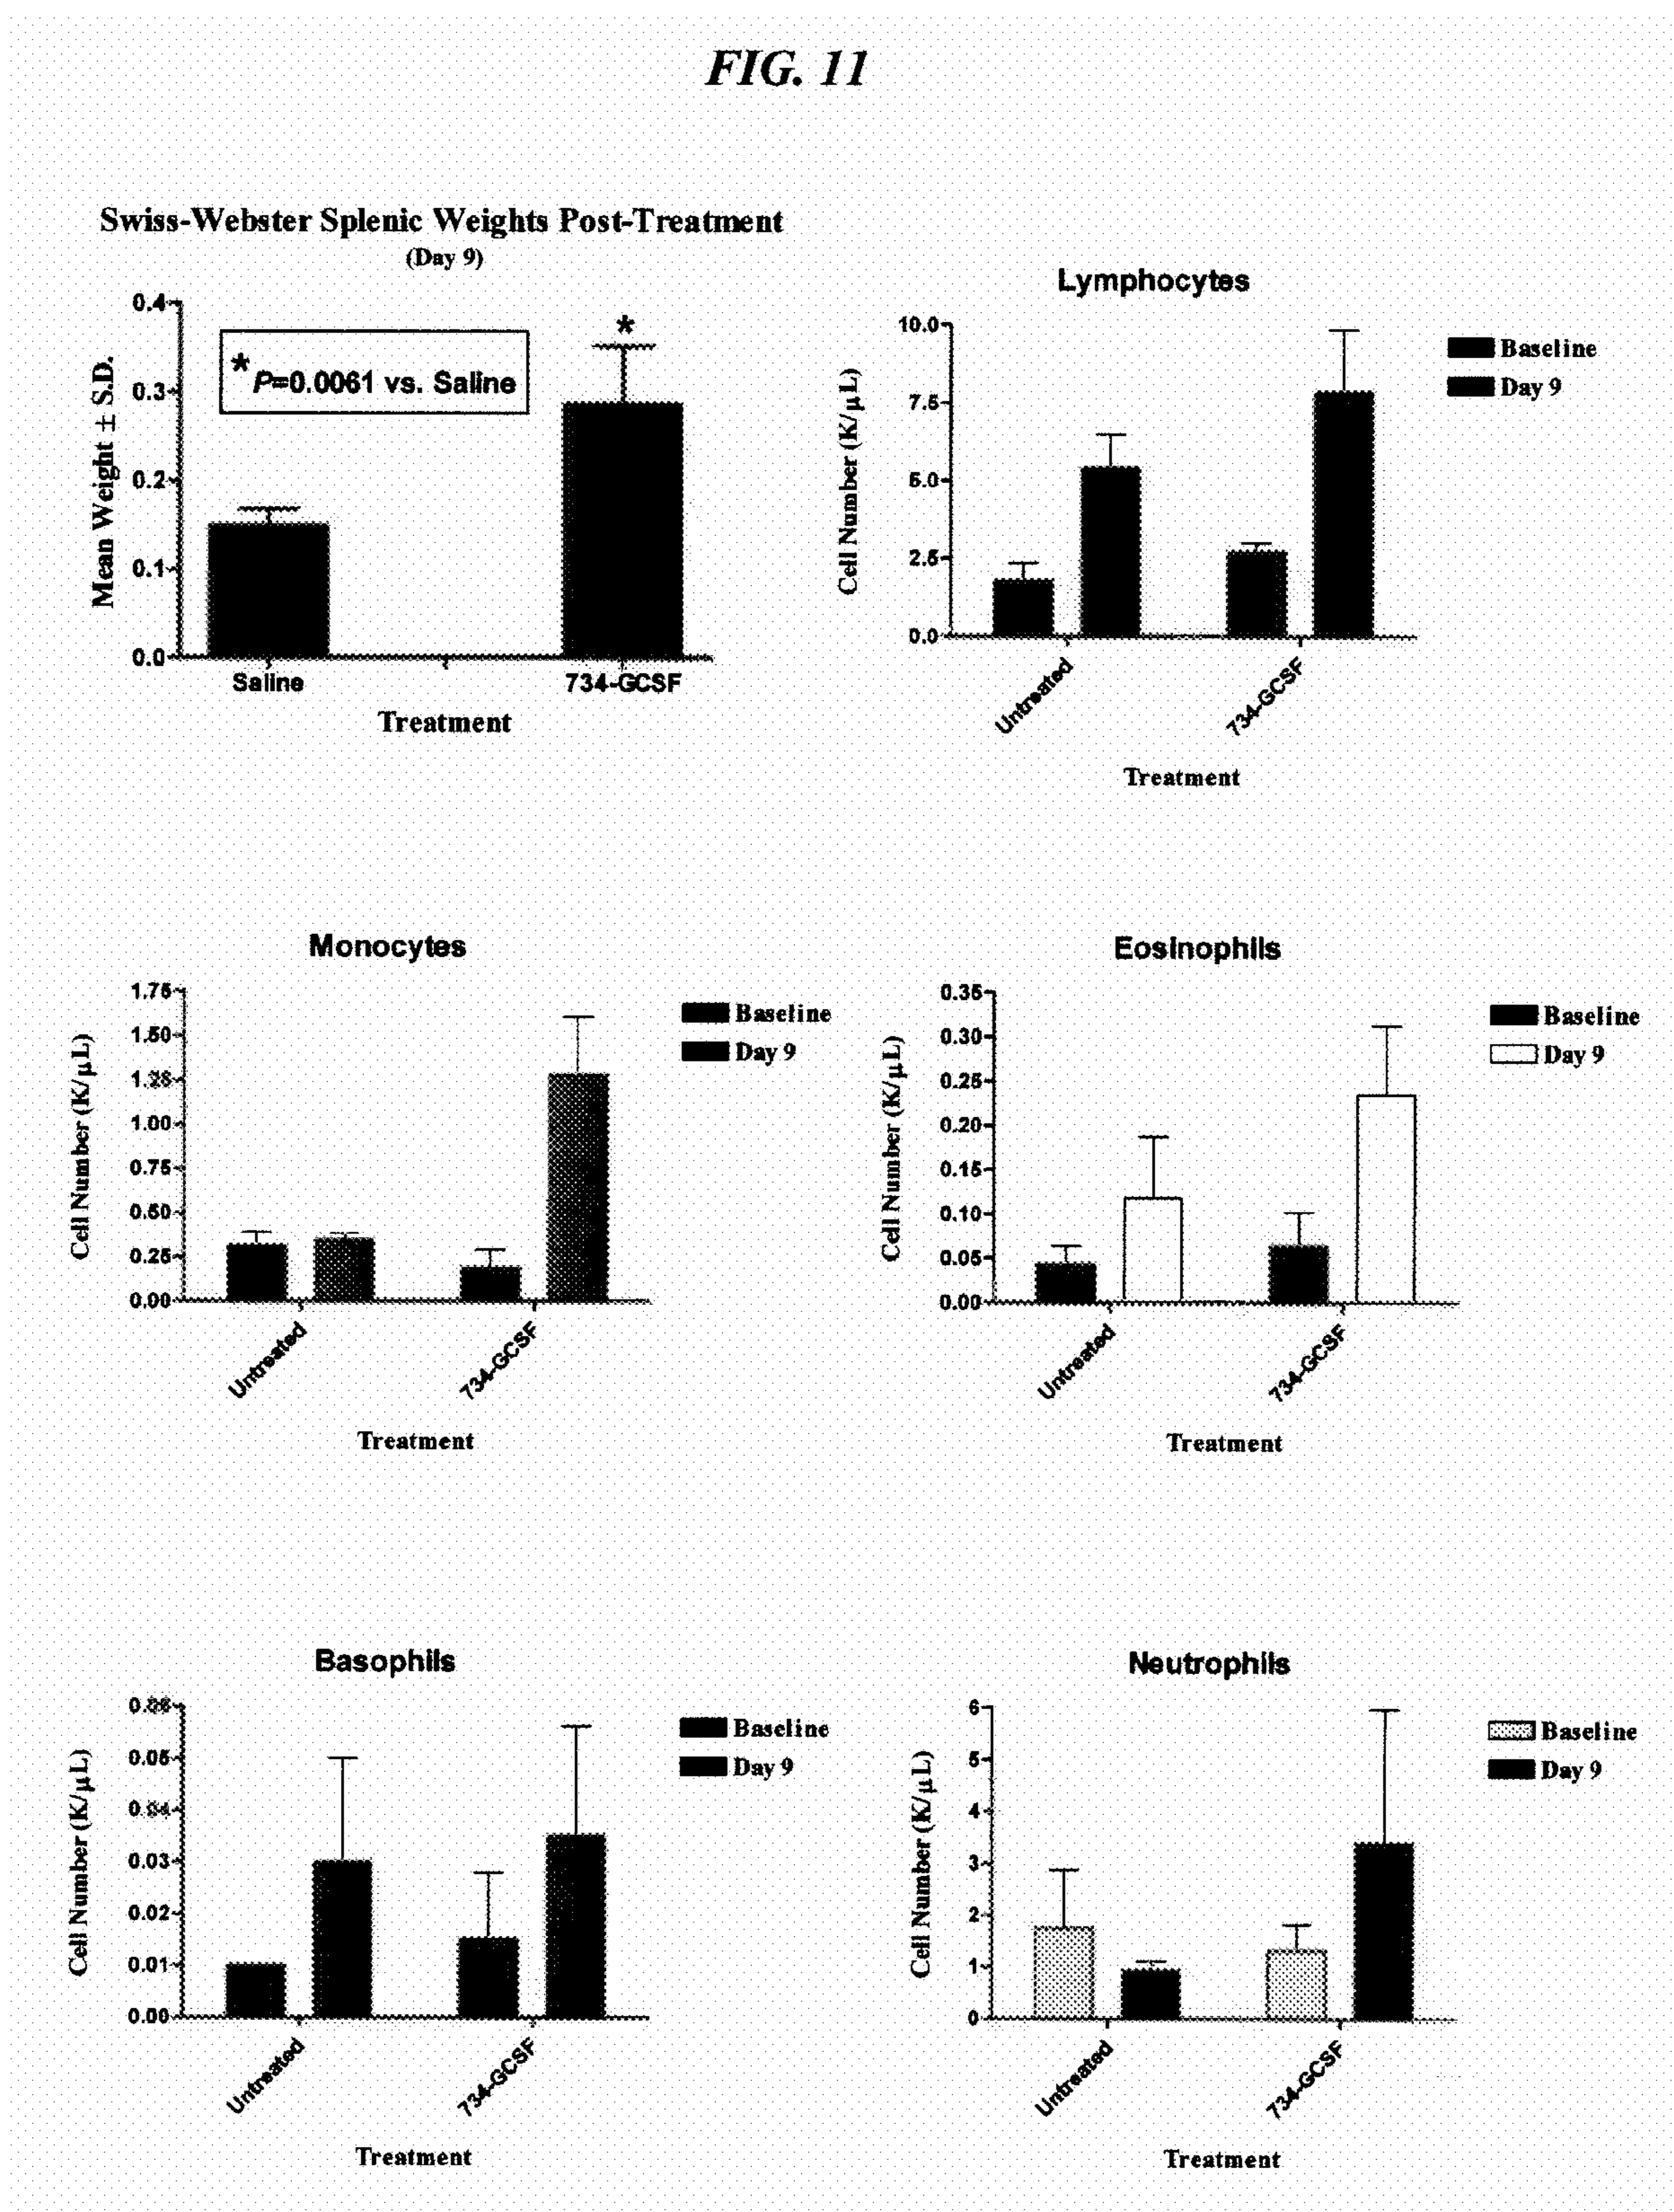 FIG. 11
Swiss-Webster Splenic Weights Post-Treatment
(Day 9)
Mean Weight ± S.D.
0.4
0.3
0.2
0.1
0.0
*
* P=0.0061 vs. Saline
Saline
734-GCSF
Treatment
Lymphocytes
Cell Number (K/µL)
10.0
7.5
5.0
2.5
0.0
Baseline
Day 9
Untreated
734-GCSF
Treatment
Monocytes
Cell Number (K/µL)
1.75
1.50
1.25
1.00
0.75
0.50
0.25
0.00
Baseline
Day 9
Untreated
734-GCSF
Treatment
Eosinophils
Cell Number (K/µL)
0.35
0.30
0.25
0.20
0.15
0.10
0.05
0.00
Baseline
Day 9
Untreated
734-GCSF
Treatment
Basophils
Cell Number (K/µL)
0.06
0.05
0.04
0.03
0.02
0.01
0.00
Baseline
Day 9
Untreated
734-GCSF
Treatment
Neutrophils
Cell Number (K/µL)
6
5
4
3
2
1
0
Baseline
Day 9
Untreated
734-GCSF
Treatment